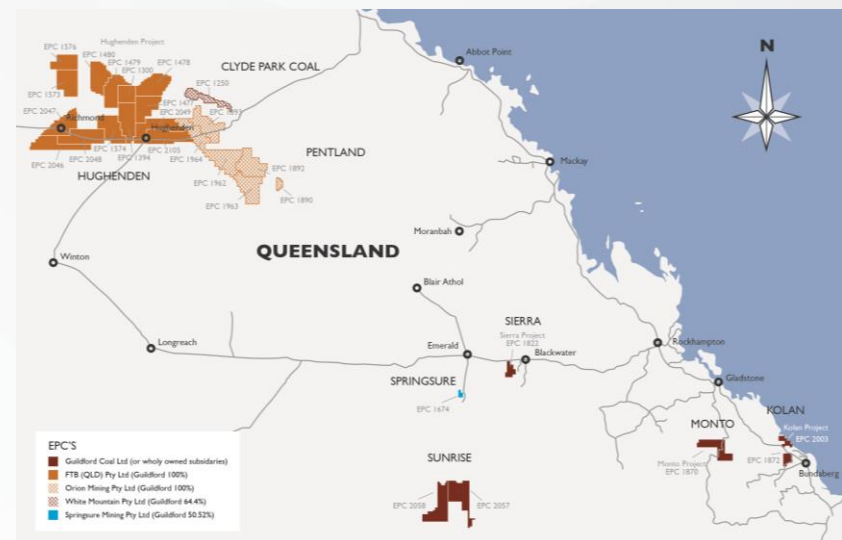 Abbot Point
N
Hughenden Project
EPC 1576
EPC 1480
EPC 1479
EPC 1300
EPC 1478
CLYDE PARK COAL
EPC 1250
EPC 1573
EPC 1477
EPC 2049
EPC 1693
EPC 2047
Richmond
Hughenden
EPC 1574
EPC 2105
EPC 1964
EPC 2046
EPC 2048
EPC 1394
HUGHENDEN
PENTLAND
EPC 1892
EPC 1962
EPC 1963
EPC 1890
Mackay
Moranbah
QUEENSLAND
Winton
Blair Athol
Longreach
Emerald
SIERRA
Sierra Project
EPC 1822
Blackwater
Rockhampton
SPRINGSURE
EPC 1674
Gladstone
KOLAN
Kolan Project
EPC 2003
MONTO
Monto Project
EPC 1870
EPC 1872
Bundaberg
SUNRISE
EPC 2058
EPC 2057
EPC'S
Guildford Coal Ltd (or wholly owned subsidaries)
FTB (QLD) Pty Ltd (Guildford 100%)
Orion Mining Pty Ltd (Guildford 100%)
White Mountain Pty Ltd (Guildford 64.4%)
Springsure Mining Pty Ltd (Guildford 50.52%)